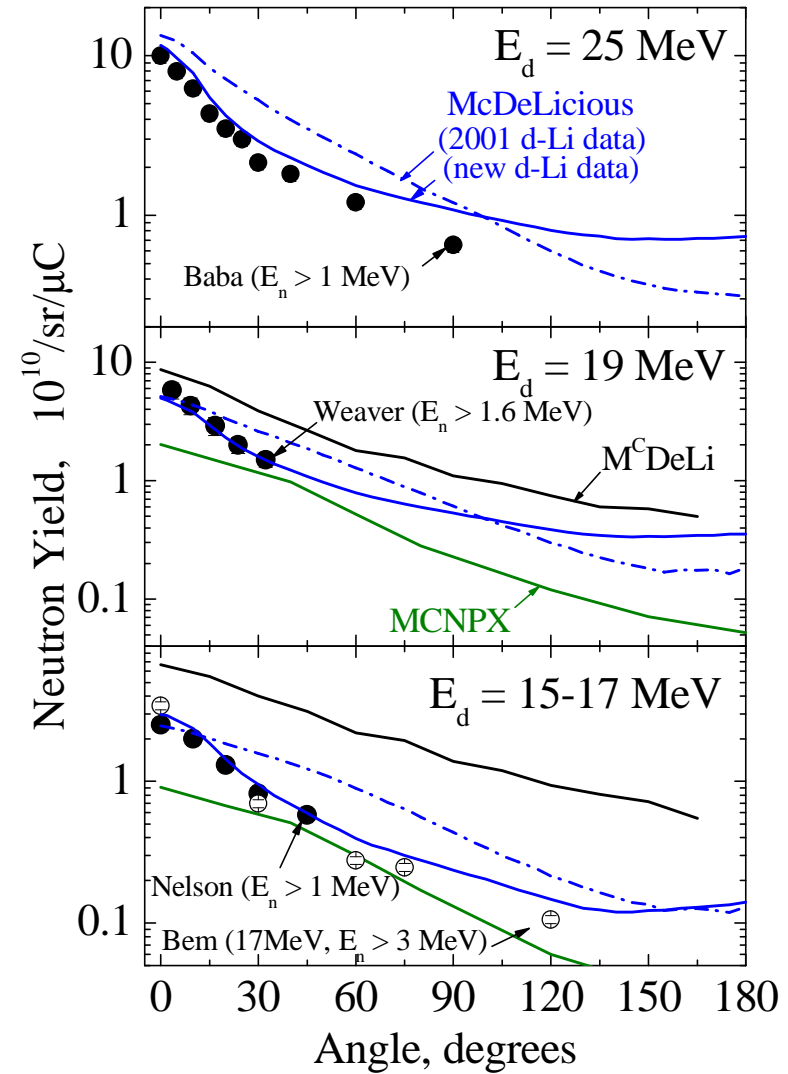 E_d = 25 MeV
10
McDeLicious
(2001 d-Li data)
(new d-Li data)
1
Baba (E_n > 1 MeV)
E_d = 19 MeV
10
Weaver (E_n > 1.6 MeV)
M^CDeLi
1
MCNPX
0.1
E_d = 15-17 MeV
1
Nelson (E_n > 1 MeV)
Bem (17MeV, E_n > 3 MeV)
0.1
0 30 60 90 120 150 180
Angle, degrees
Neutron Yield, 10^10/sr/μC